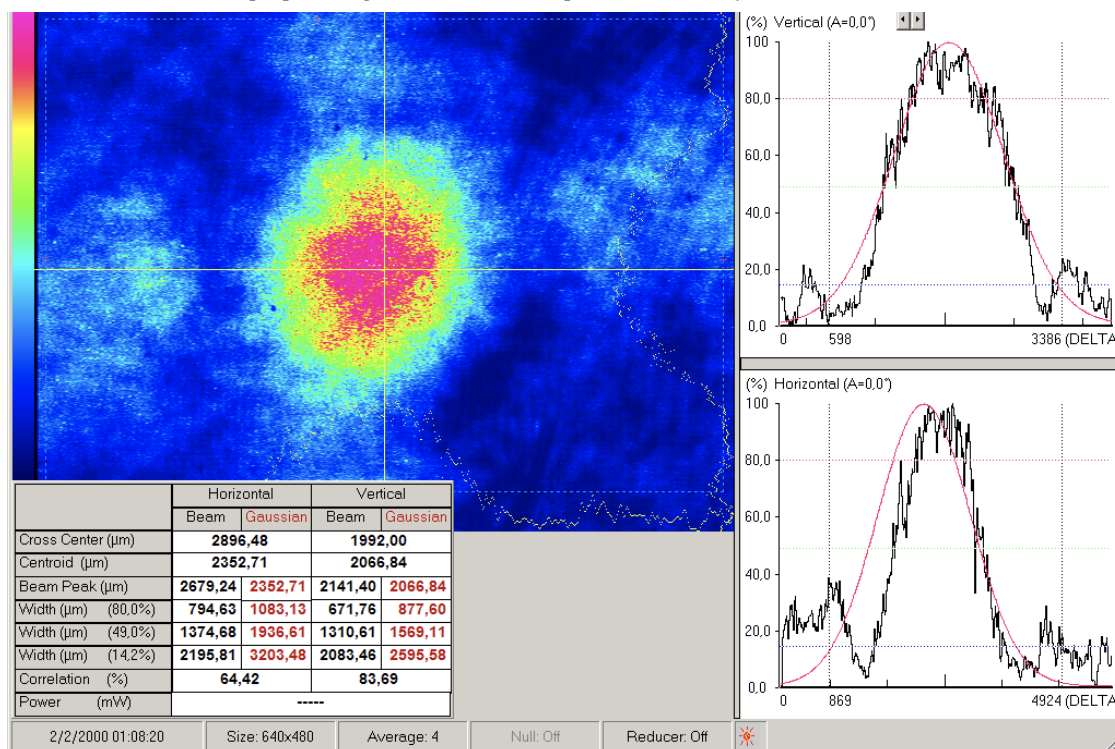 (%) Vertical (A=0,0°)
100
80,0
60,0
40,0
20,0
0,0
0 598 3386 (DELTA
(%) Horizontal (A=0,0°)
100
80,0
60,0
40,0
20,0
0,0
0 869 4924 (DELTA
Horizontal Vertical
Beam Gaussian Beam Gaussian
Cross Center (µm) 2896,48 1992,00
Centroid (µm) 2352,71 2066,84
Beam Peak (µm) 2679,24 2352,71 2141,40 2066,84
Width (µm) (80,0%) 794,63 1083,13 671,76 877,60
Width (µm) (49,0%) 1374,68 1936,61 1310,61 1569,11
Width (µm) (14,2%) 2195,81 3203,48 2083,46 2595,58
Correlation (%) 64,42 83,69
Power (mW) -----
2/2/2000 01:08:20 Size: 640x480 Average: 4 Null: Off Reducer: Off